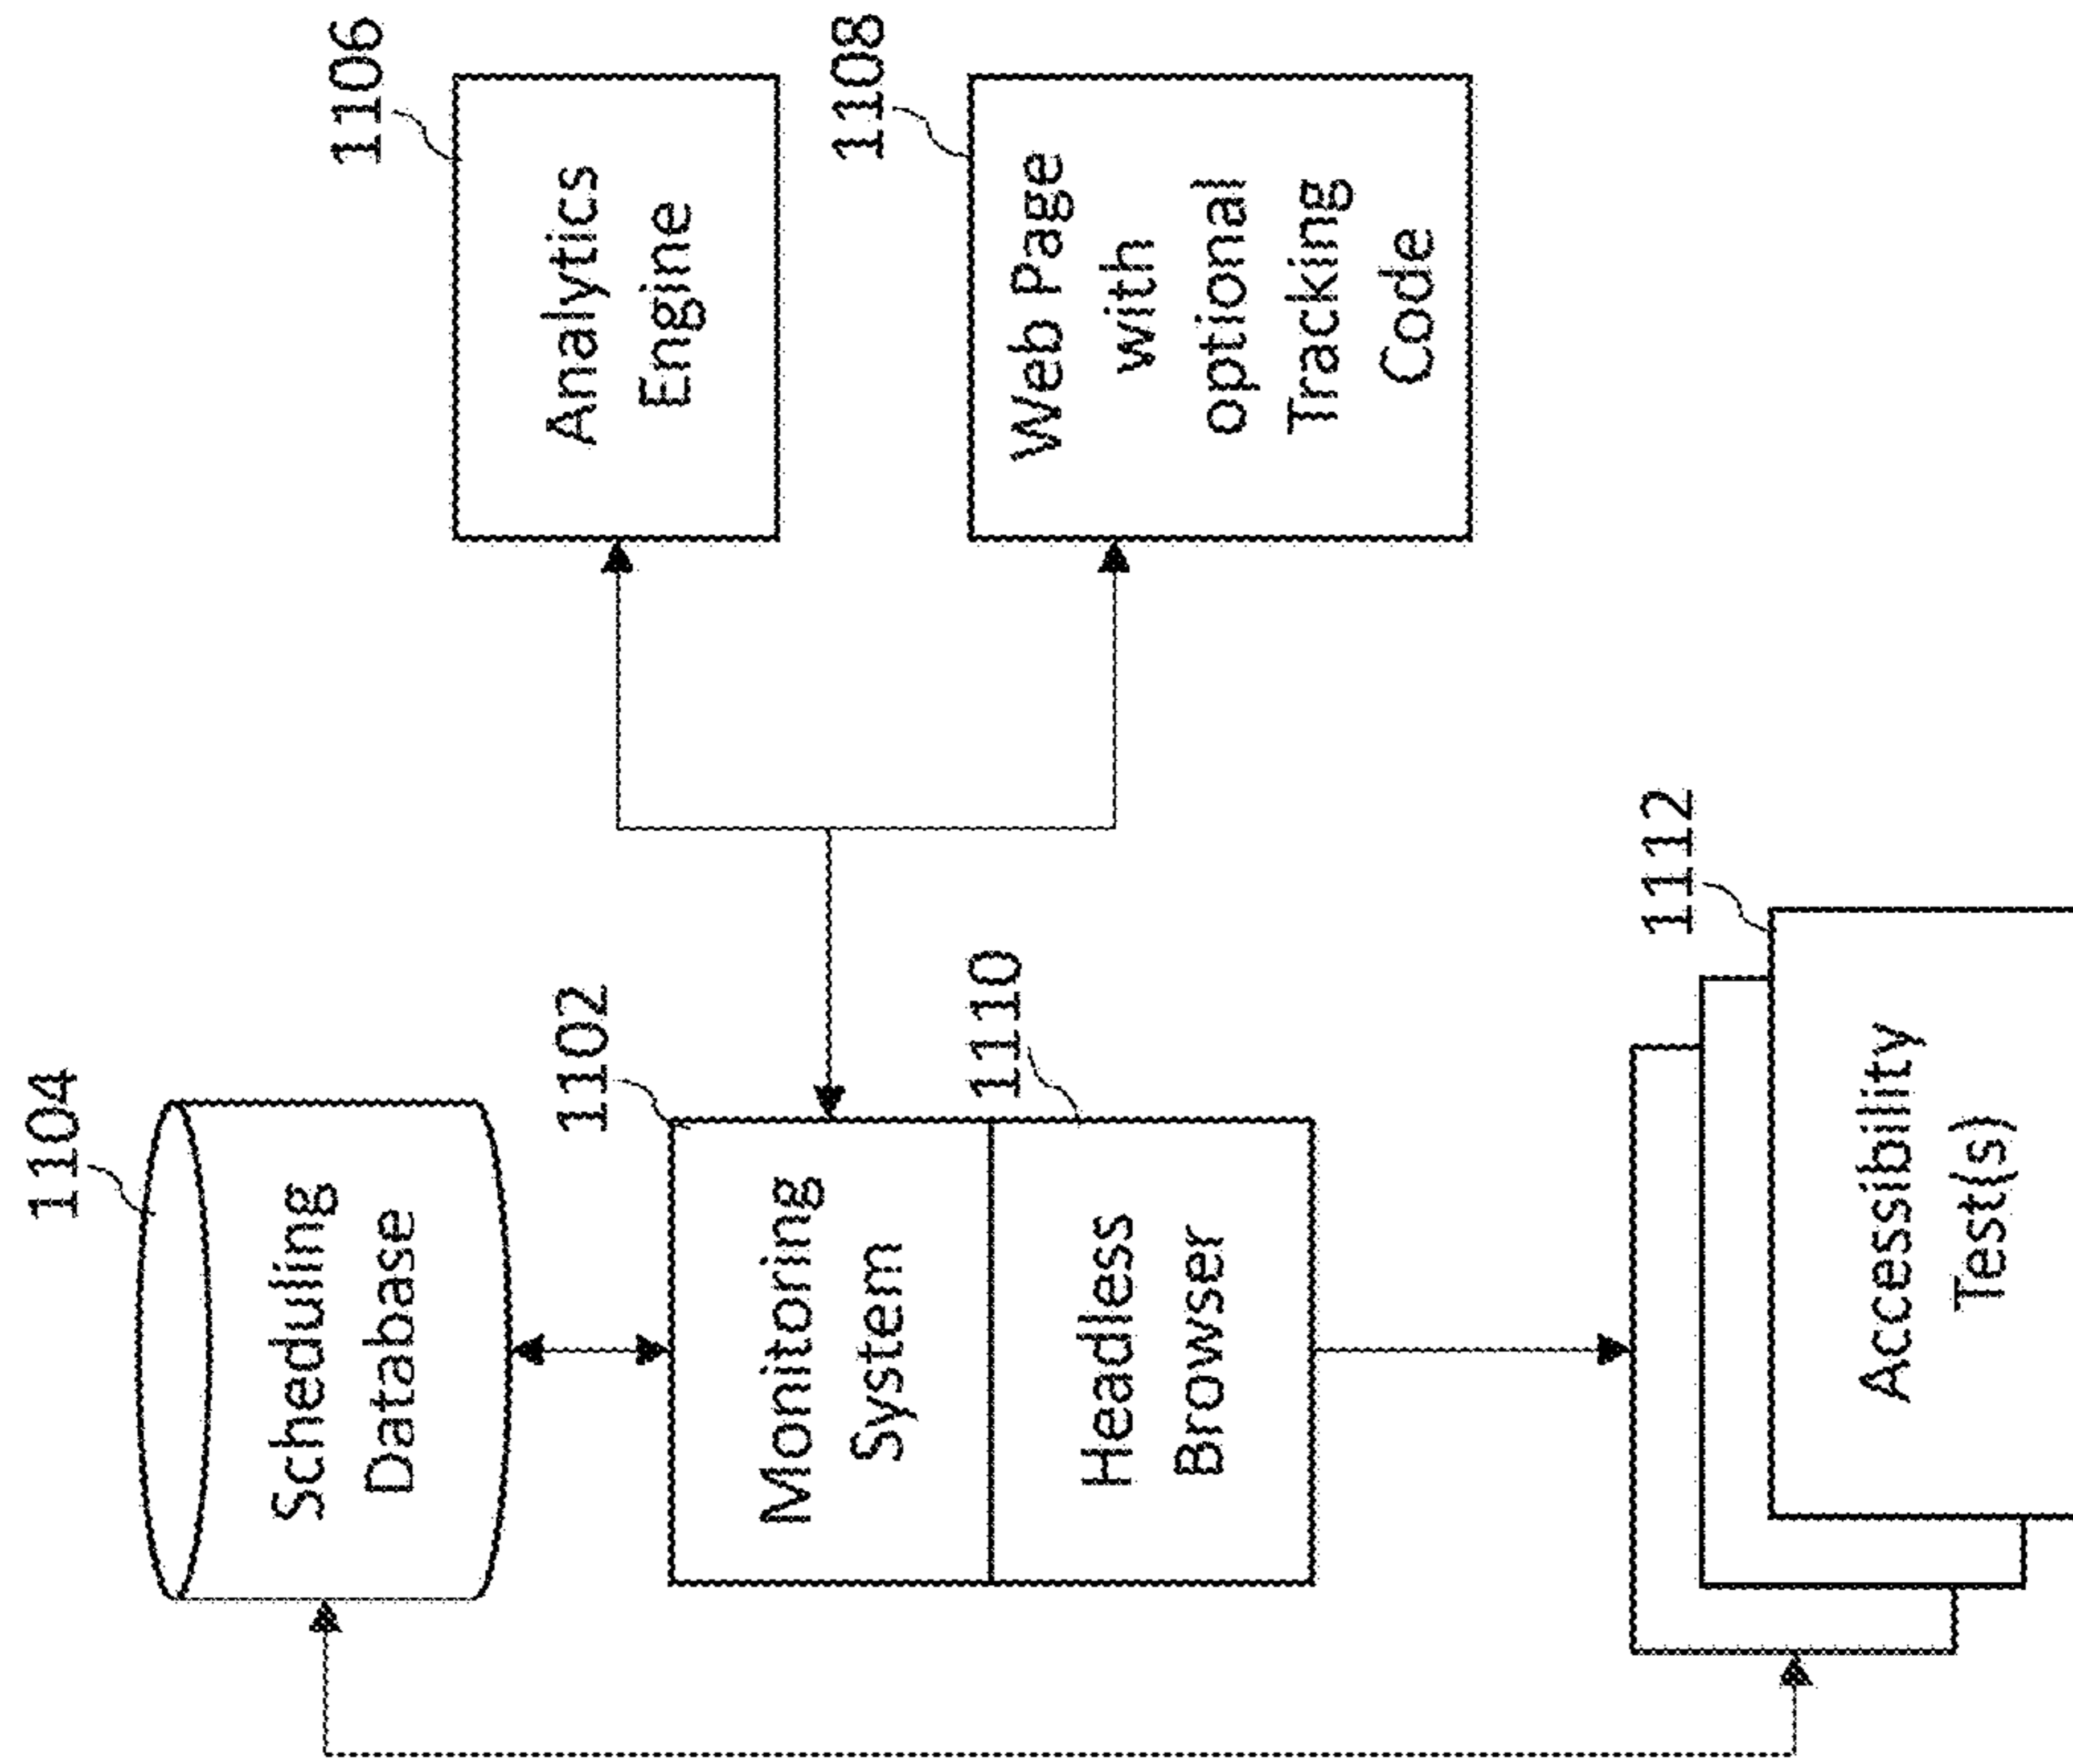 1104
Scheduling
Database
1102
Monitoring
System
1110
Headless
Browser
1106
Analytics
Engine
1108
Web Page
with
optional
Tracking
Code
1112
Accessibility
Test(s)